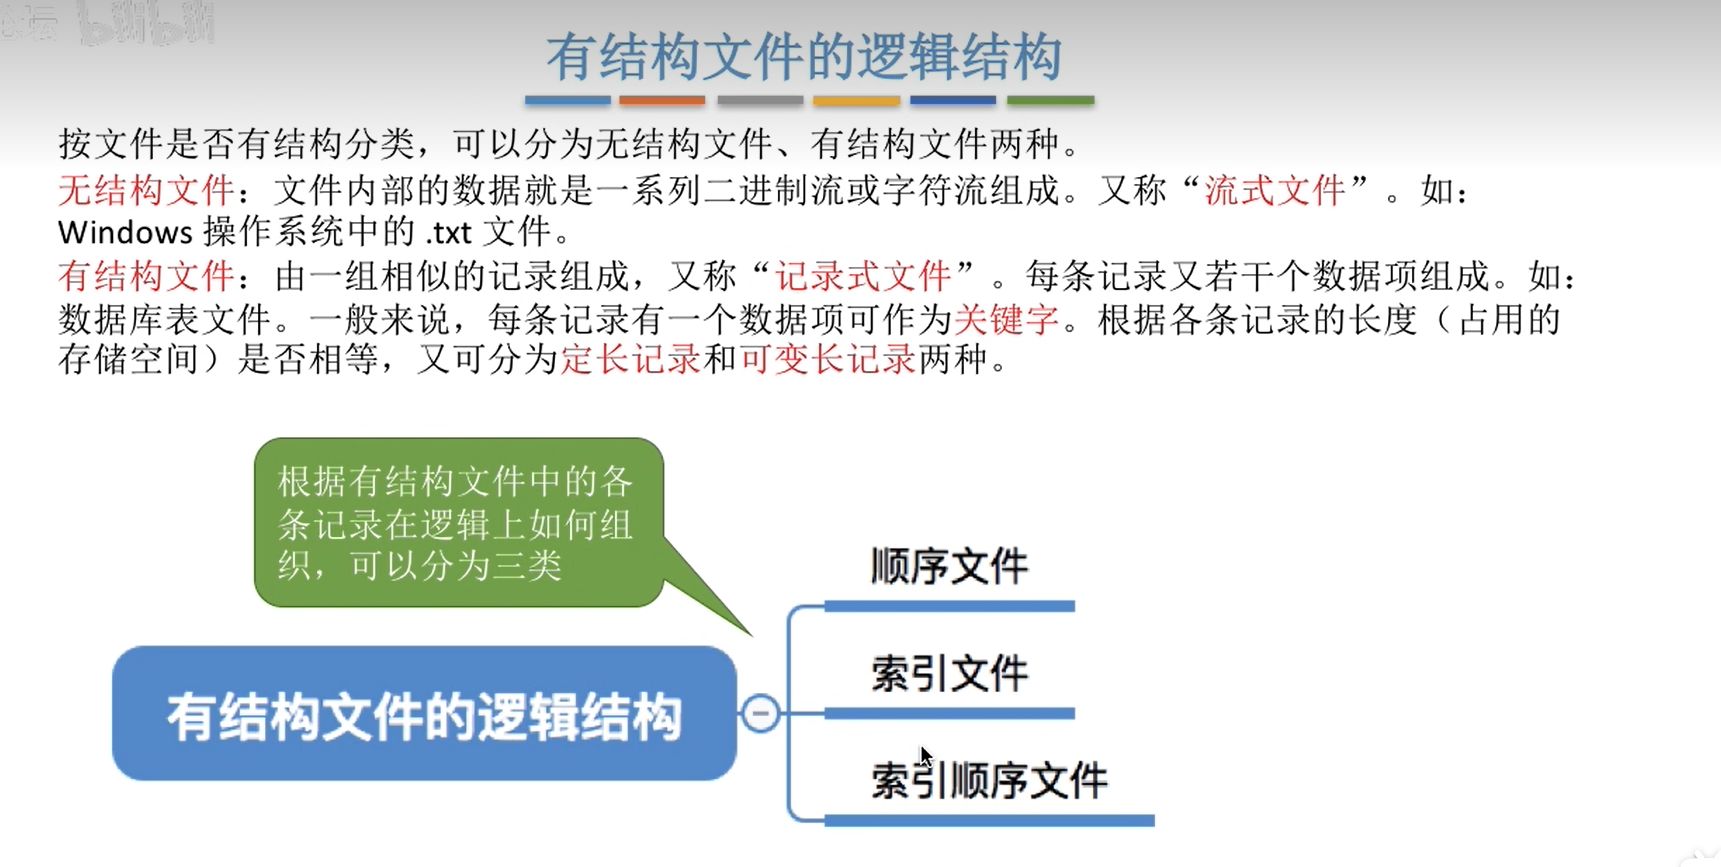 bilibili
有结构文件的逻辑结构
按文件是否有结构分类，可以分为无结构文件、有结构文件两种。
无结构文件：文件内部的数据就是一系列二进制流或字符流组成。又称“流式文件”。如：
Windows 操作系统中的 .txt 文件。
有结构文件：由一组相似的记录组成，又称“记录式文件”。每条记录又若干个数据项组成。如：
数据库表文件。一般来说，每条记录有一个数据项可作为关键字。根据各条记录的长度（占用的
存储空间）是否相等，又可分为定长记录和可变长记录两种。
根据有结构文件中的各
条记录在逻辑上如何组
织，可以分为三类
有结构文件的逻辑结构
顺序文件
索引文件
索引顺序文件